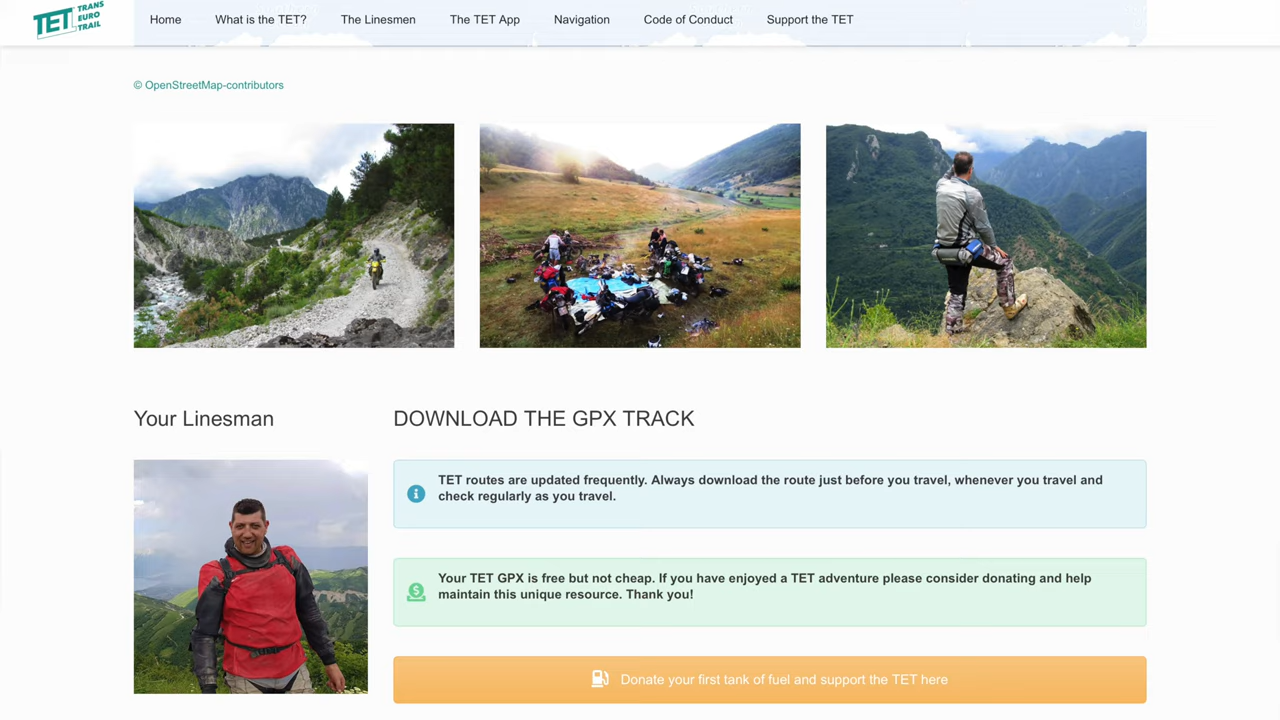 TET TRANS
EURO
TRAIL
Home What is the TET? The Linesmen The TET App Navigation Code of Conduct Support the TET
© OpenStreetMap-contributors
Your Linesman
DOWNLOAD THE GPX TRACK
TET routes are updated frequently. Always download the route just before you travel, whenever you travel and
check regularly as you travel.
Your TET GPX is free but not cheap. If you have enjoyed a TET adventure please consider donating and help
maintain this unique resource. Thank you!
Donate your first tank of fuel and support the TET here